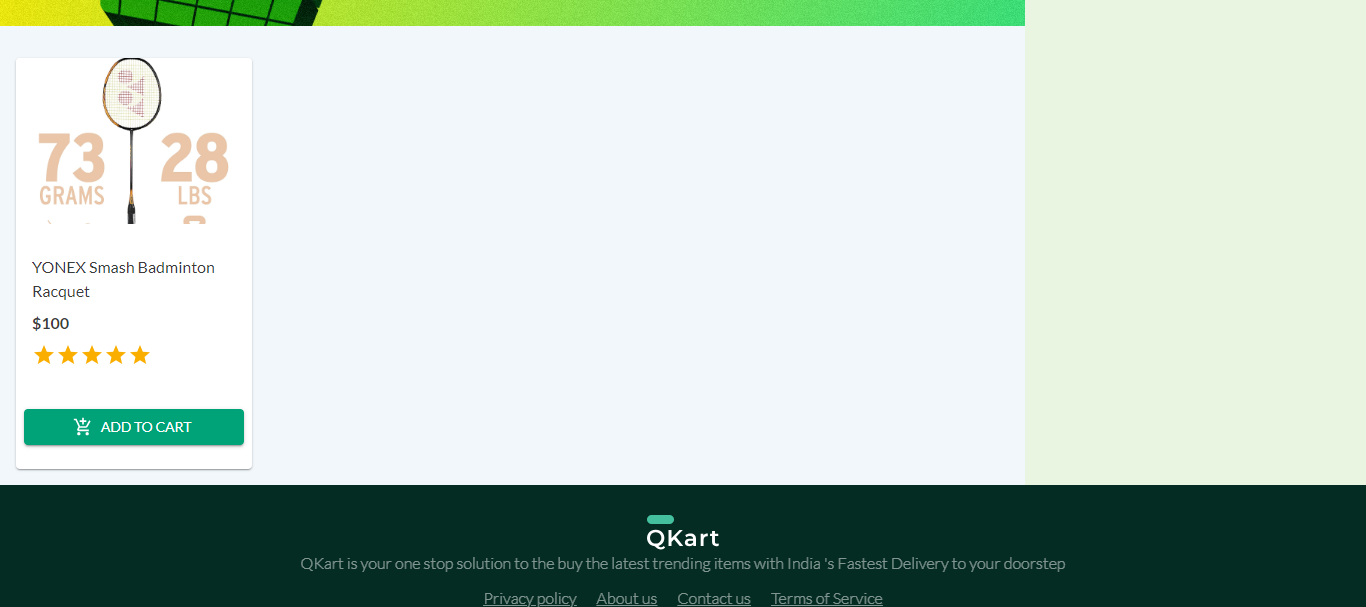 73
GRAMS
28
LBS
YONEX Smash Badminton
Racquet
$100
ADD TO CART
QKart
QKart is your one stop solution to the buy the latest trending items with India 's Fastest Delivery to your doorstep
Privacy policy About us Contact us Terms of Service